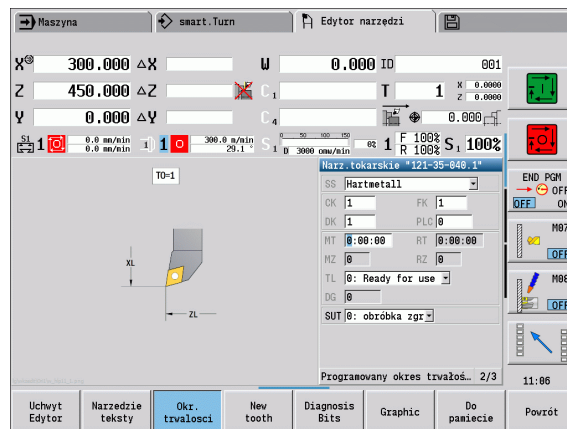 Maszyna smart.Turn Edytor narzędzi
X 300.000 ΔX W 0.000 ID 001
Z 450.000 ΔZ C 1 T 1 X 0.0000 Z 0.0000
Y 0.000 ΔY C 4 0.000
S1 1 0.0 mm/min 0.0 mm/min 1) 1 300.0 m/min 29.1 ° S 1 0 50 100 150 0% D 3000 omw/min 1 F 100% R 100% S 1 100%
TO=1
Narz.tokarskie "121-35-040.1"
SS Hartmetall
CK 1 FK 1
DK 1 PLC 0
MT 0:00:00 RT 0:00:00
MZ 0 RZ 0
TL 0: Ready for use
DG 0
SUT 0: obróbka zgr
Programowany okres trwałoś… 2/3
XL
ZL
END PGM
OFF
OFF ON
M07
OFF
M08
OFF
11:06
Uchwyt Edytor
Narzedzie teksty
Okr. trwalosci
New tooth
Diagnosis Bits
Graphic
Do pamiecie
Powrót